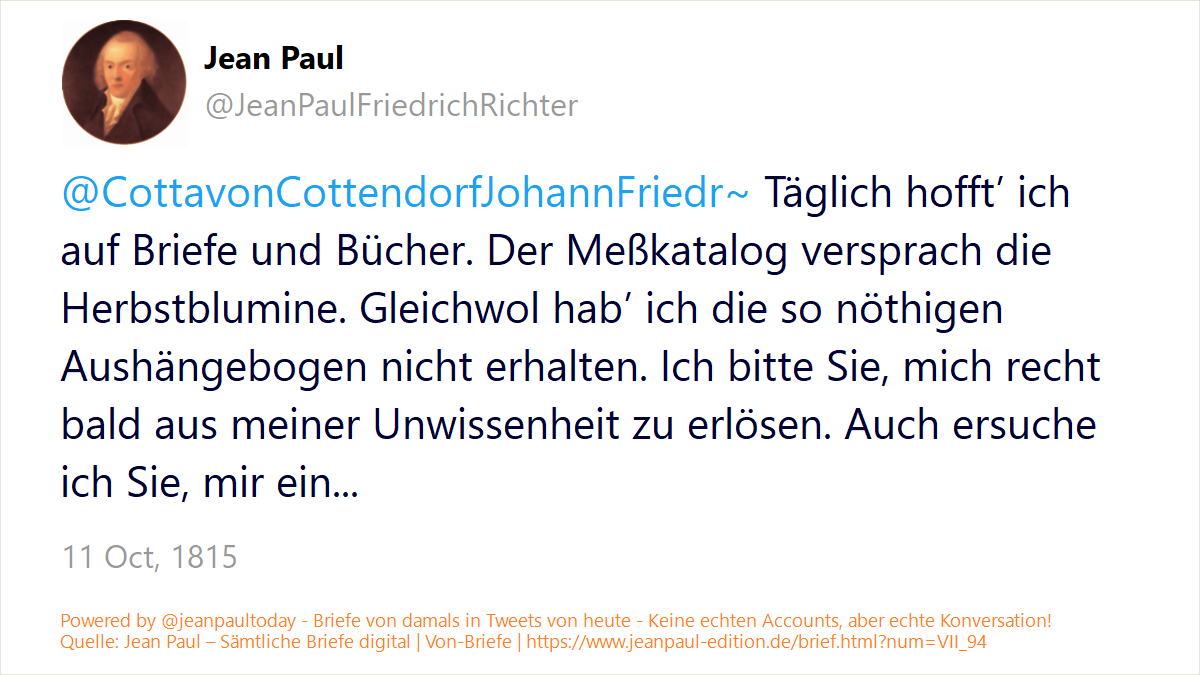 Jean Paul
@JeanPaulFriedrichRichter
@CottavonCottendorfJohannFriedr~ Täglich hofft’ ich
auf Briefe und Bücher. Der Meßkatalog versprach die
Herbstblumine. Gleichwol hab’ ich die so nöthigen
Aushängebogen nicht erhalten. Ich bitte Sie, mich recht
bald aus meiner Unwissenheit zu erlösen. Auch ersuche
ich Sie, mir ein...
11 Oct, 1815
Powered by @jeanpaultoday - Briefe von damals in Tweets von heute - Keine echten Accounts, aber echte Konversation!
Quelle: Jean Paul – Sämtliche Briefe digital | Von-Briefe | https://www.jeanpaul-edition.de/brief.html?num=VII_94